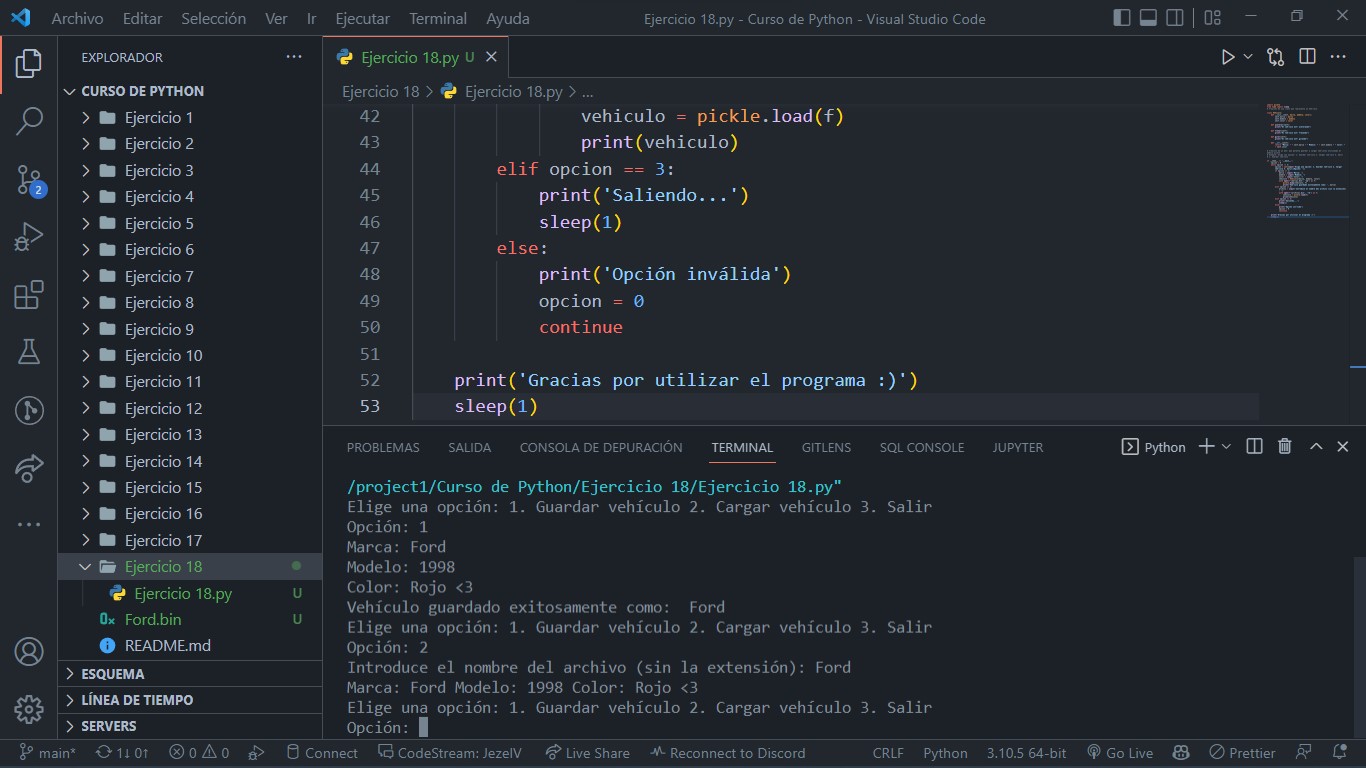 Archivo Editar Selección Ver Ir Ejecutar Terminal Ayuda
Ejercicio 18.py - Curso de Python - Visual Studio Code
EXPLORADOR
CURSO DE PYTHON
Ejercicio 1
Ejercicio 2
Ejercicio 3
Ejercicio 4
Ejercicio 5
Ejercicio 6
Ejercicio 7
Ejercicio 8
Ejercicio 9
Ejercicio 10
Ejercicio 11
Ejercicio 12
Ejercicio 13
Ejercicio 14
Ejercicio 15
Ejercicio 16
Ejercicio 17
Ejercicio 18
Ejercicio 18.py U
Ford.bin U
README.md
ESQUEMA
LÍNEA DE TIEMPO
SERVERS
2
Ejercicio 18.py U
Ejercicio 18 > Ejercicio 18.py > ...
42 vehiculo = pickle.load(f)
43 print(vehiculo)
44 elif opcion == 3:
45 print('Saliendo...')
46 sleep(1)
47 else:
48 print('Opción inválida')
49 opcion = 0
50 continue
51
52 print('Gracias por utilizar el programa :)')
53 sleep(1)
PROBLEMAS SALIDA CONSOLA DE DEPURACIÓN TERMINAL GITLENS SQL CONSOLE JUPYTER
Python
/project1/Curso de Python/Ejercicio 18/Ejercicio 18.py"
Elige una opción: 1. Guardar vehículo 2. Cargar vehículo 3. Salir
Opción: 1
Marca: Ford
Modelo: 1998
Color: Rojo <3
Vehículo guardado exitosamente como:  Ford
Elige una opción: 1. Guardar vehículo 2. Cargar vehículo 3. Salir
Opción: 2
Introduce el nombre del archivo (sin la extensión): Ford
Marca: Ford Modelo: 1998 Color: Rojo <3
Elige una opción: 1. Guardar vehículo 2. Cargar vehículo 3. Salir
Opción:
main* 1↓ 0↑ 0 0 Connect CodeStream: JezelV Live Share Reconnect to Discord CRLF Python 3.10.5 64-bit Go Live Prettier